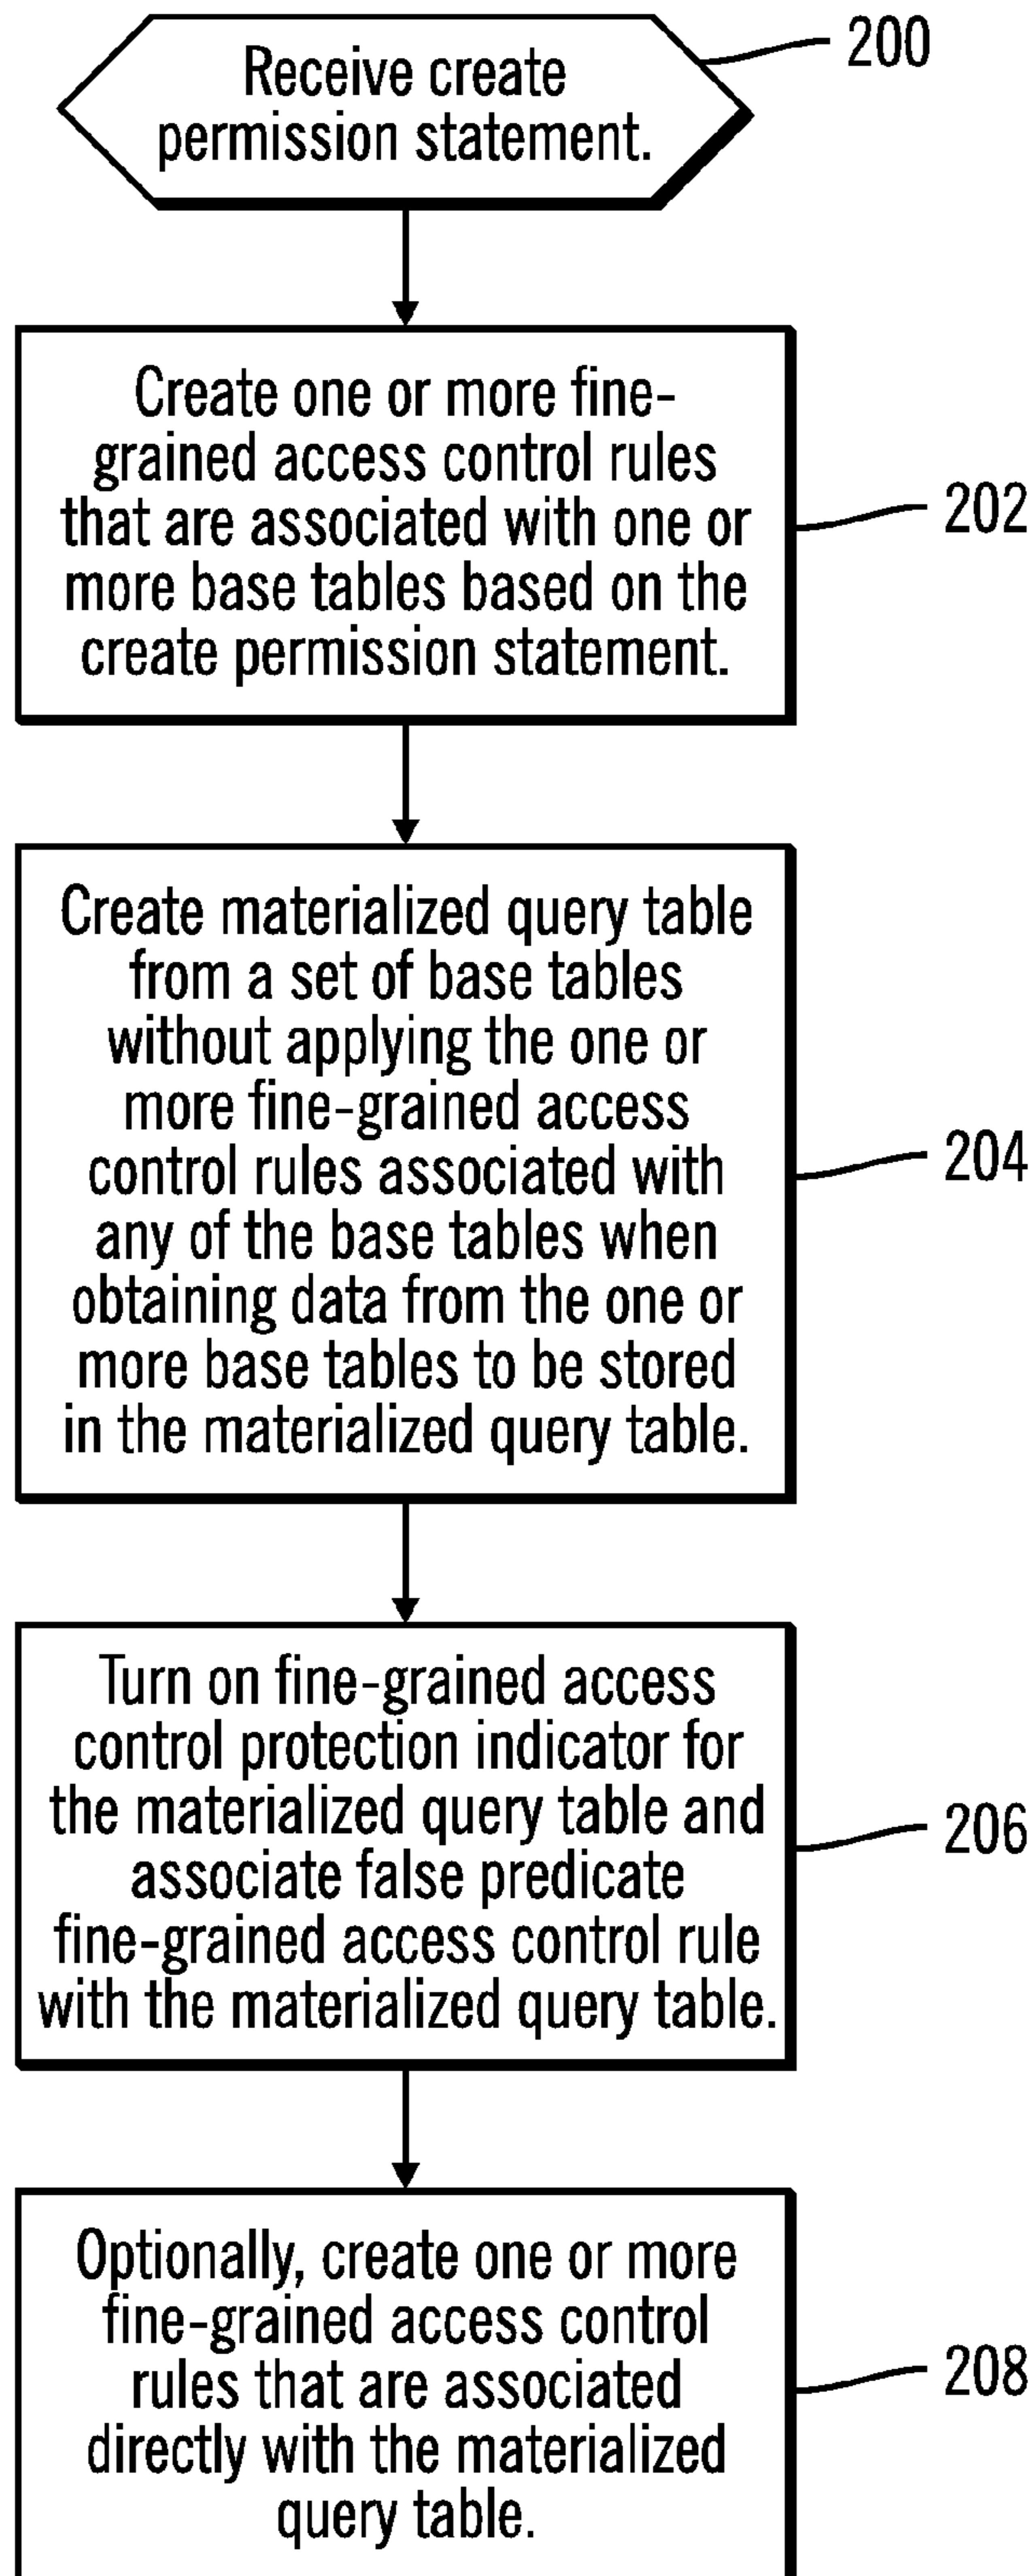 Receive create
permission statement.
200
Create one or more fine-
grained access control rules
that are associated with one or
more base tables based on the
create permission statement.
202
Create materialized query table
from a set of base tables
without applying the one or
more fine-grained access
control rules associated with
any of the base tables when
obtaining data from the one or
more base tables to be stored
in the materialized query table.
204
Turn on fine-grained access
control protection indicator for
the materialized query table and
associate false predicate
fine-grained access control rule
with the materialized query table.
206
Optionally, create one or more
fine-grained access control
rules that are associated
directly with the materialized
query table.
208